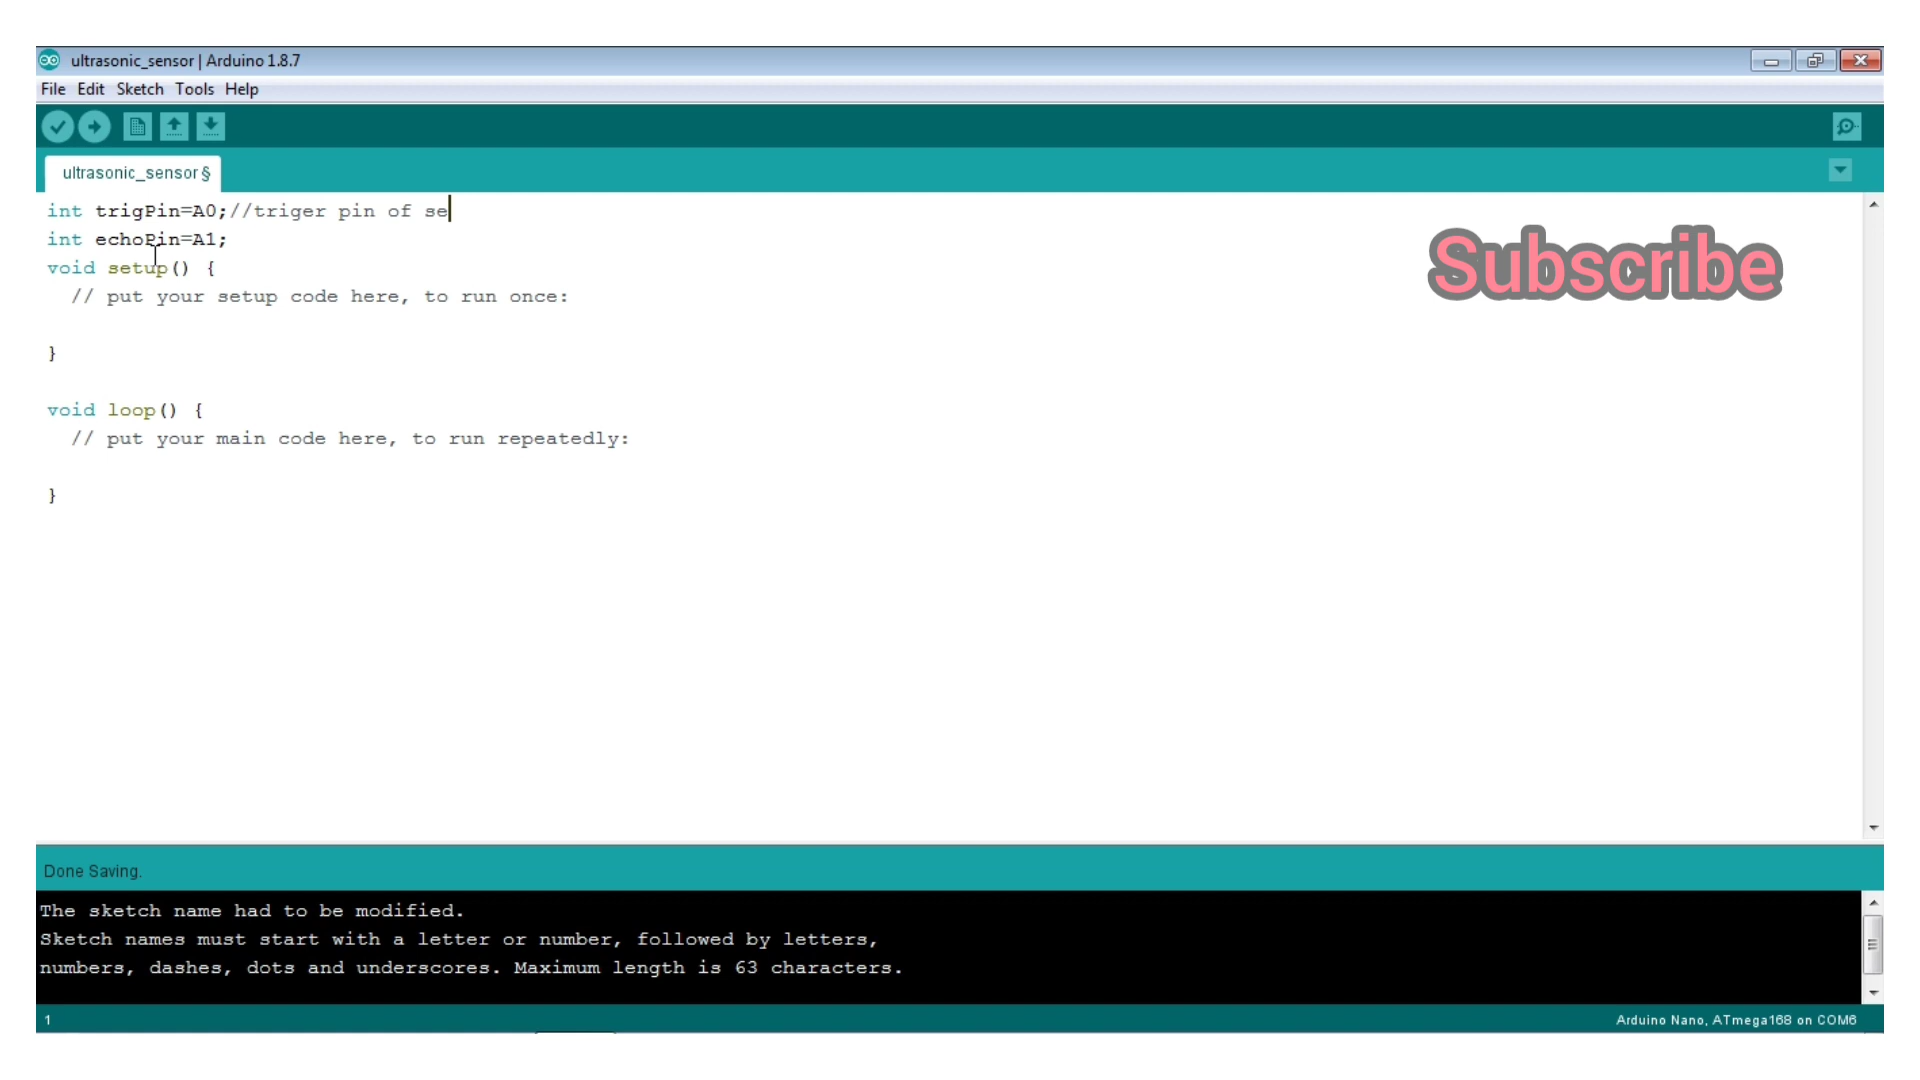 ultrasonic_sensor | Arduino 1.8.7
File Edit Sketch Tools Help
ultrasonic_sensor §
int trigPin=A0;//triger pin of se
int echoPin=A1;
void setup() {
  // put your setup code here, to run once:
}
void loop() {
  // put your main code here, to run repeatedly:
}
Subscribe
Done Saving.
The sketch name had to be modified.
Sketch names must start with a letter or number, followed by letters,
numbers, dashes, dots and underscores. Maximum length is 63 characters.
1
Arduino Nano, ATmega168 on COM6